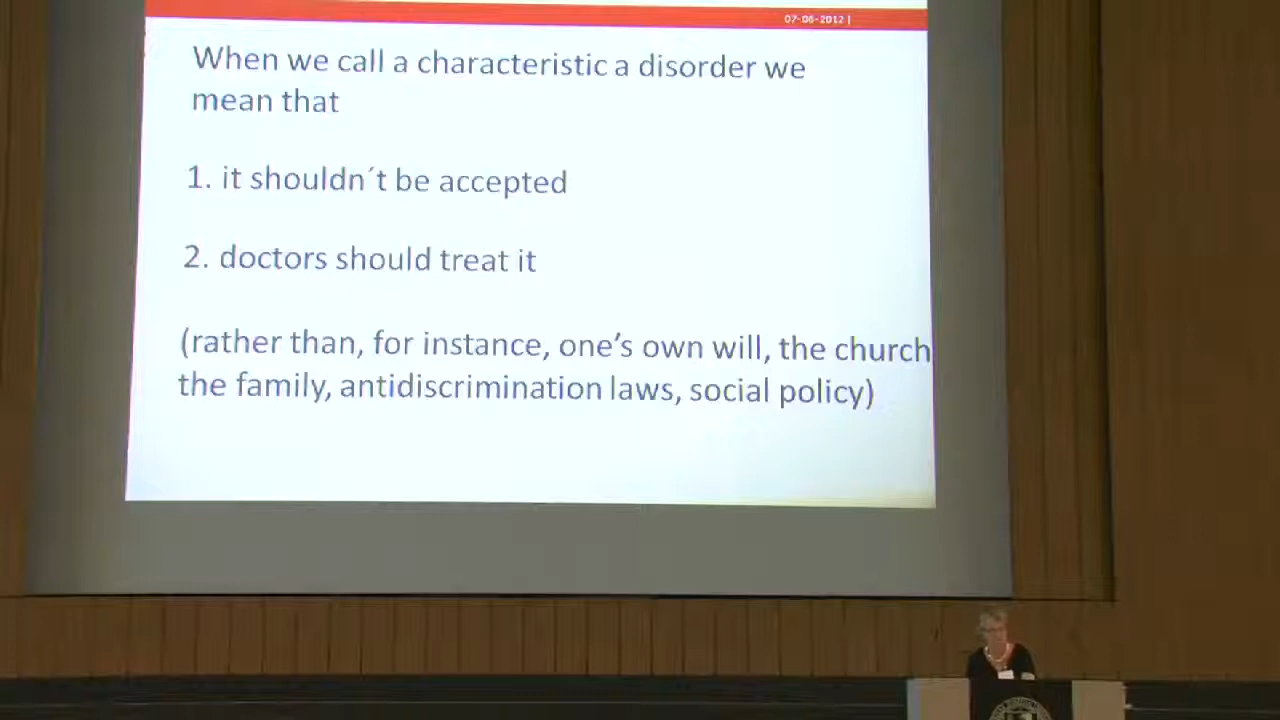 07-06-2012 |
When we call a characteristic a disorder we
mean that
1. it shouldn´t be accepted
2. doctors should treat it
(rather than, for instance, one’s own will, the church
the family, antidiscrimination laws, social policy)